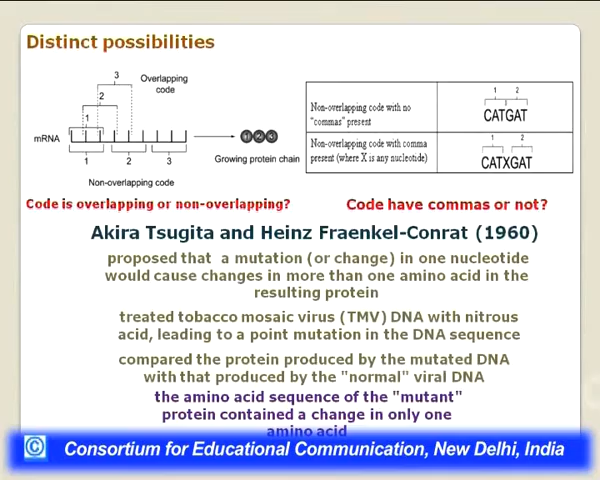 Distinct possibilities
3
Overlapping
code
2
1
mRNA
1 2 3
1 2 3
Growing protein chain
Non-overlapping code
Non-overlapping code with no
"commas" present
1 2
CATGAT
Non-overlapping code with comma
present (where X is any nucleotide)
1 2
CATXGAT
Code is overlapping or non-overlapping?
Code have commas or not?
Akira Tsugita and Heinz Fraenkel-Conrat (1960)
proposed that a mutation (or change) in one nucleotide
would cause changes in more than one amino acid in the
resulting protein
treated tobacco mosaic virus (TMV) DNA with nitrous
acid, leading to a point mutation in the DNA sequence
compared the protein produced by the mutated DNA
with that produced by the "normal" viral DNA
the amino acid sequence of the "mutant"
protein contained a change in only one
amino acid
© Consortium for Educational Communication, New Delhi, India